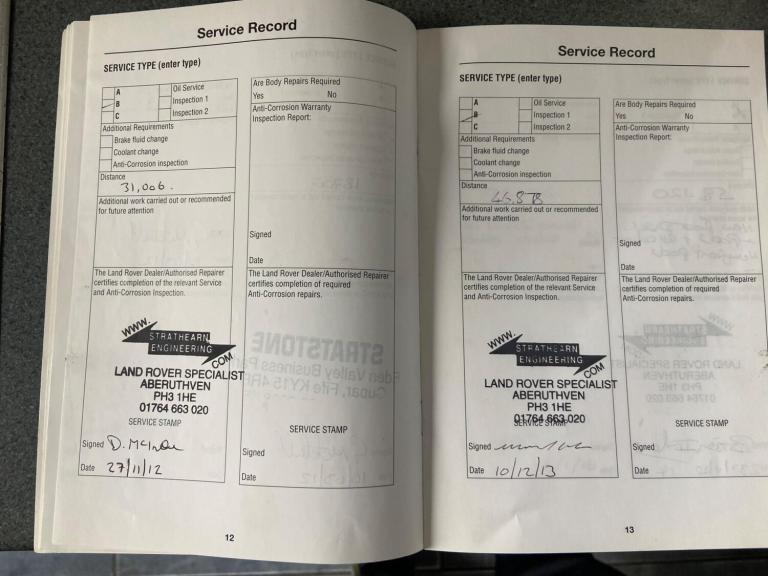 Service Record
SERVICE TYPE (enter type)
A
B
C
Oil Service
Inspection 1
Inspection 2
Additional Requirements
Brake fluid change
Coolant change
Anti-Corrosion inspection
Distance
31,006.
Additional work carried out or recommended
for future attention
The Land Rover Dealer/Authorised Repairer
certifies completion of the relevant Service
and Anti-Corrosion Inspection.
WWW.
STRATHEARN
ENGINEERING
.COM
LAND ROVER SPECIALIST
ABERUTHVEN
PH3 1HE
01764 663 020
SERVICE STAMP
Signed
Date 27/11/12
Are Body Repairs Required
Yes No
Anti-Corrosion Warranty
Inspection Report:
Signed
Date
The Land Rover Dealer/Authorised Repairer
certifies completion of required
Anti-Corrosion repairs.
STRATSTONE
Eden Valley Business Park
Cupar, Fife KY15 4RB
SERVICE STAMP
Signed
Date
12
Service Record
SERVICE TYPE (enter type)
A
B
C
Oil Service
Inspection 1
Inspection 2
Additional Requirements
Brake fluid change
Coolant change
Anti-Corrosion inspection
Distance
Additional work carried out or recommended
for future attention
The Land Rover Dealer/Authorised Repairer
certifies completion of the relevant Service
and Anti-Corrosion Inspection.
WWW.
STRATHEARN
ENGINEERING
.COM
LAND ROVER SPECIALIST
ABERUTHVEN
PH3 1HE
01764 663 020
SERVICE STAMP
Signed
Date 10/12/13
Are Body Repairs Required
Yes No
Anti-Corrosion Warranty
Inspection Report:
Signed
Date
The Land Rover Dealer/Authorised Repairer
certifies completion of required
Anti-Corrosion repairs.
SERVICE STAMP
Signed
Date
13